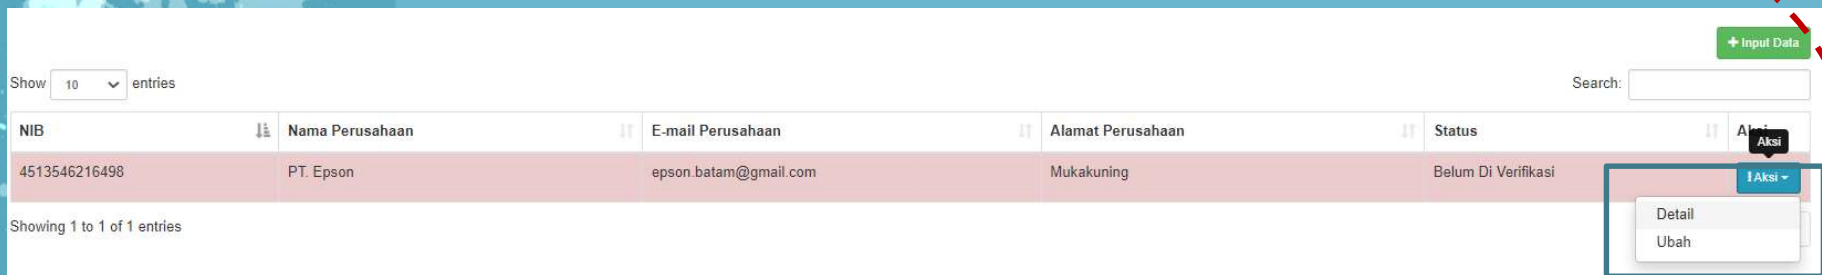 + Input Data
Show 10 entries Search:
NIB Nama Perusahaan E-mail Perusahaan Alamat Perusahaan Status
Aksi
4513546216498 PT. Epson epson.batam@gmail.com Mukakuning Belum Di Verifikasi Aksi
Detail
Showing 1 to 1 of 1 entries
Ubah